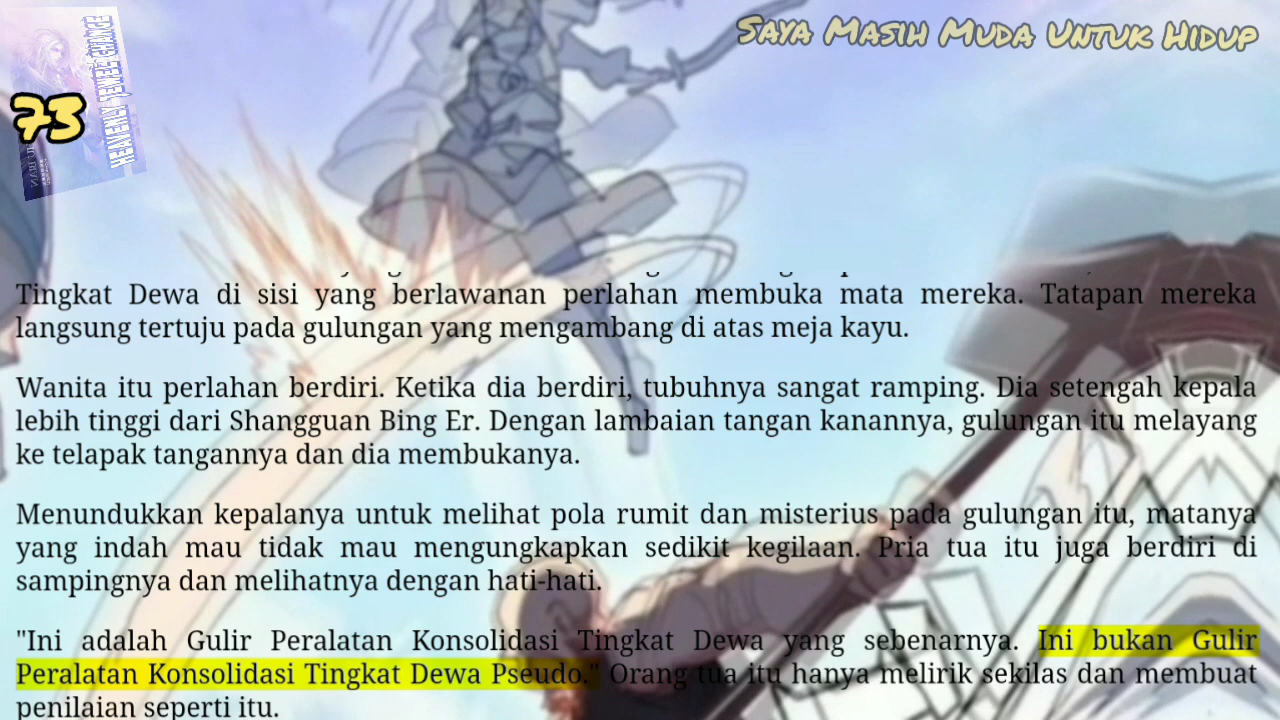 Saya Masih Muda Untuk Hidup
HEAVENLY JEWEL CHANGE
73
Tingkat Dewa di sisi yang berlawanan perlahan membuka mata mereka. Tatapan mereka
langsung tertuju pada gulungan yang mengambang di atas meja kayu.
Wanita itu perlahan berdiri. Ketika dia berdiri, tubuhnya sangat ramping. Dia setengah kepala
lebih tinggi dari Shangguan Bing Er. Dengan lambaian tangan kanannya, gulungan itu melayang
ke telapak tangannya dan dia membukanya.
Menundukkan kepalanya untuk melihat pola rumit dan misterius pada gulungan itu, matanya
yang indah mau tidak mau mengungkapkan sedikit kegilaan. Pria tua itu juga berdiri di
sampingnya dan melihatnya dengan hati-hati.
"Ini adalah Gulir Peralatan Konsolidasi Tingkat Dewa yang sebenarnya. Ini bukan Gulir
Peralatan Konsolidasi Tingkat Dewa Pseudo." Orang tua itu hanya melirik sekilas dan membuat
penilaian seperti itu.